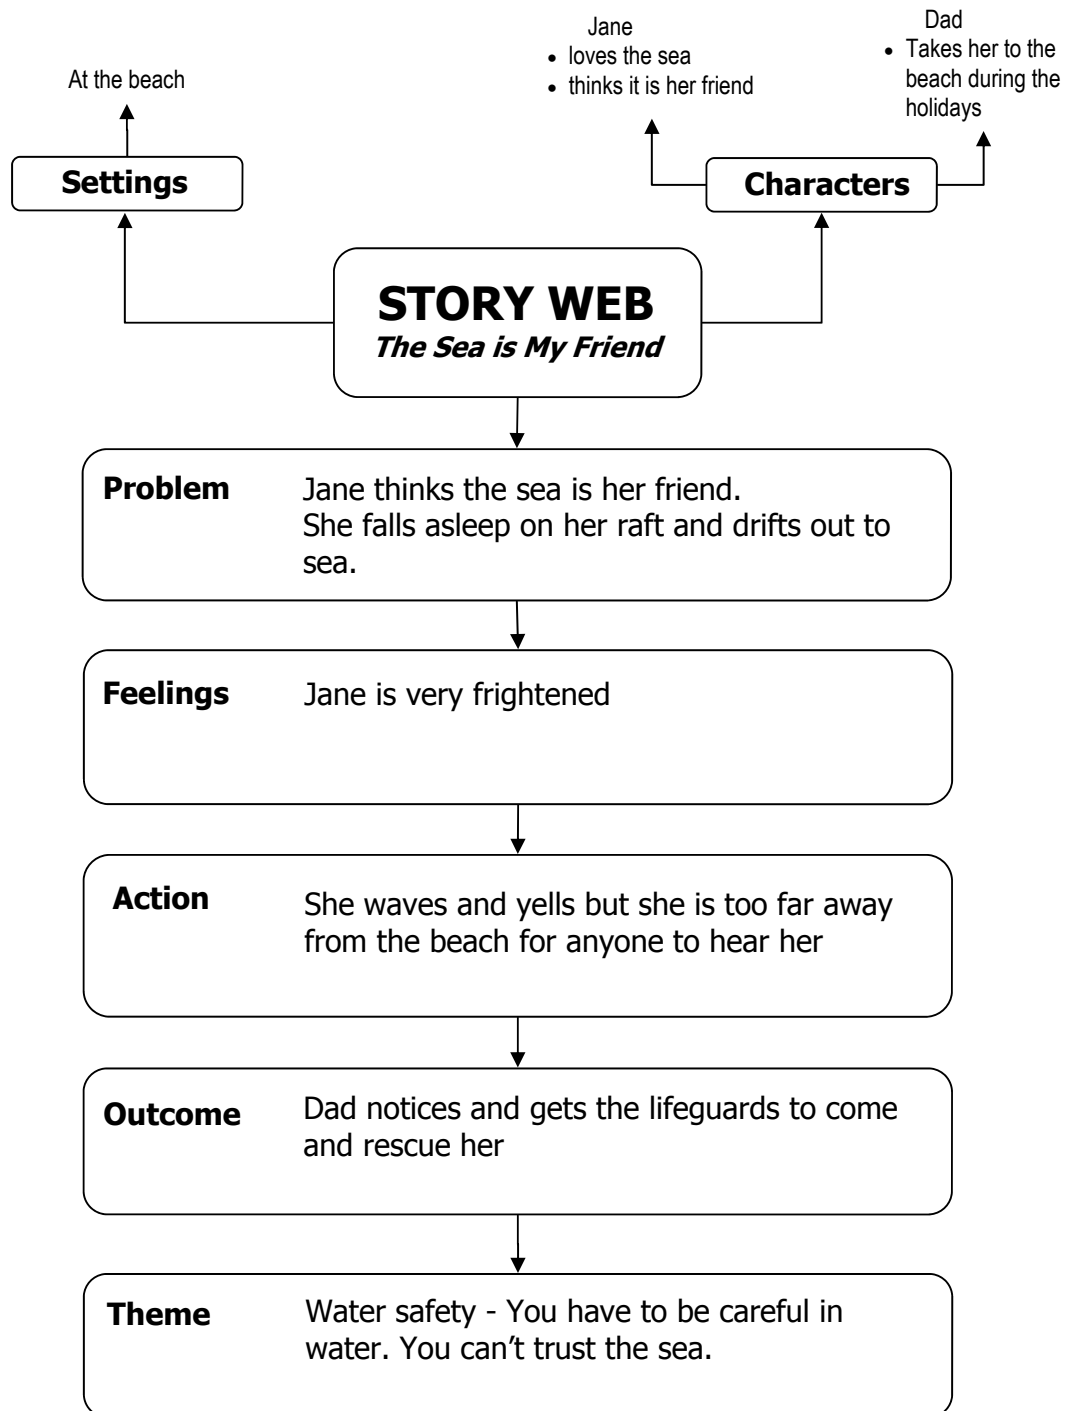 Jane
• loves the sea
• thinks it is her friend
Dad
• Takes her to the
beach during the
holidays
At the beach
Settings
Characters
STORY WEB
The Sea is My Friend
Problem
Jane thinks the sea is her friend.
She falls asleep on her raft and drifts out to
sea.
Feelings
Jane is very frightened
Action
She waves and yells but she is too far away
from the beach for anyone to hear her
Outcome
Dad notices and gets the lifeguards to come
and rescue her
Theme
Water safety - You have to be careful in
water. You can’t trust the sea.